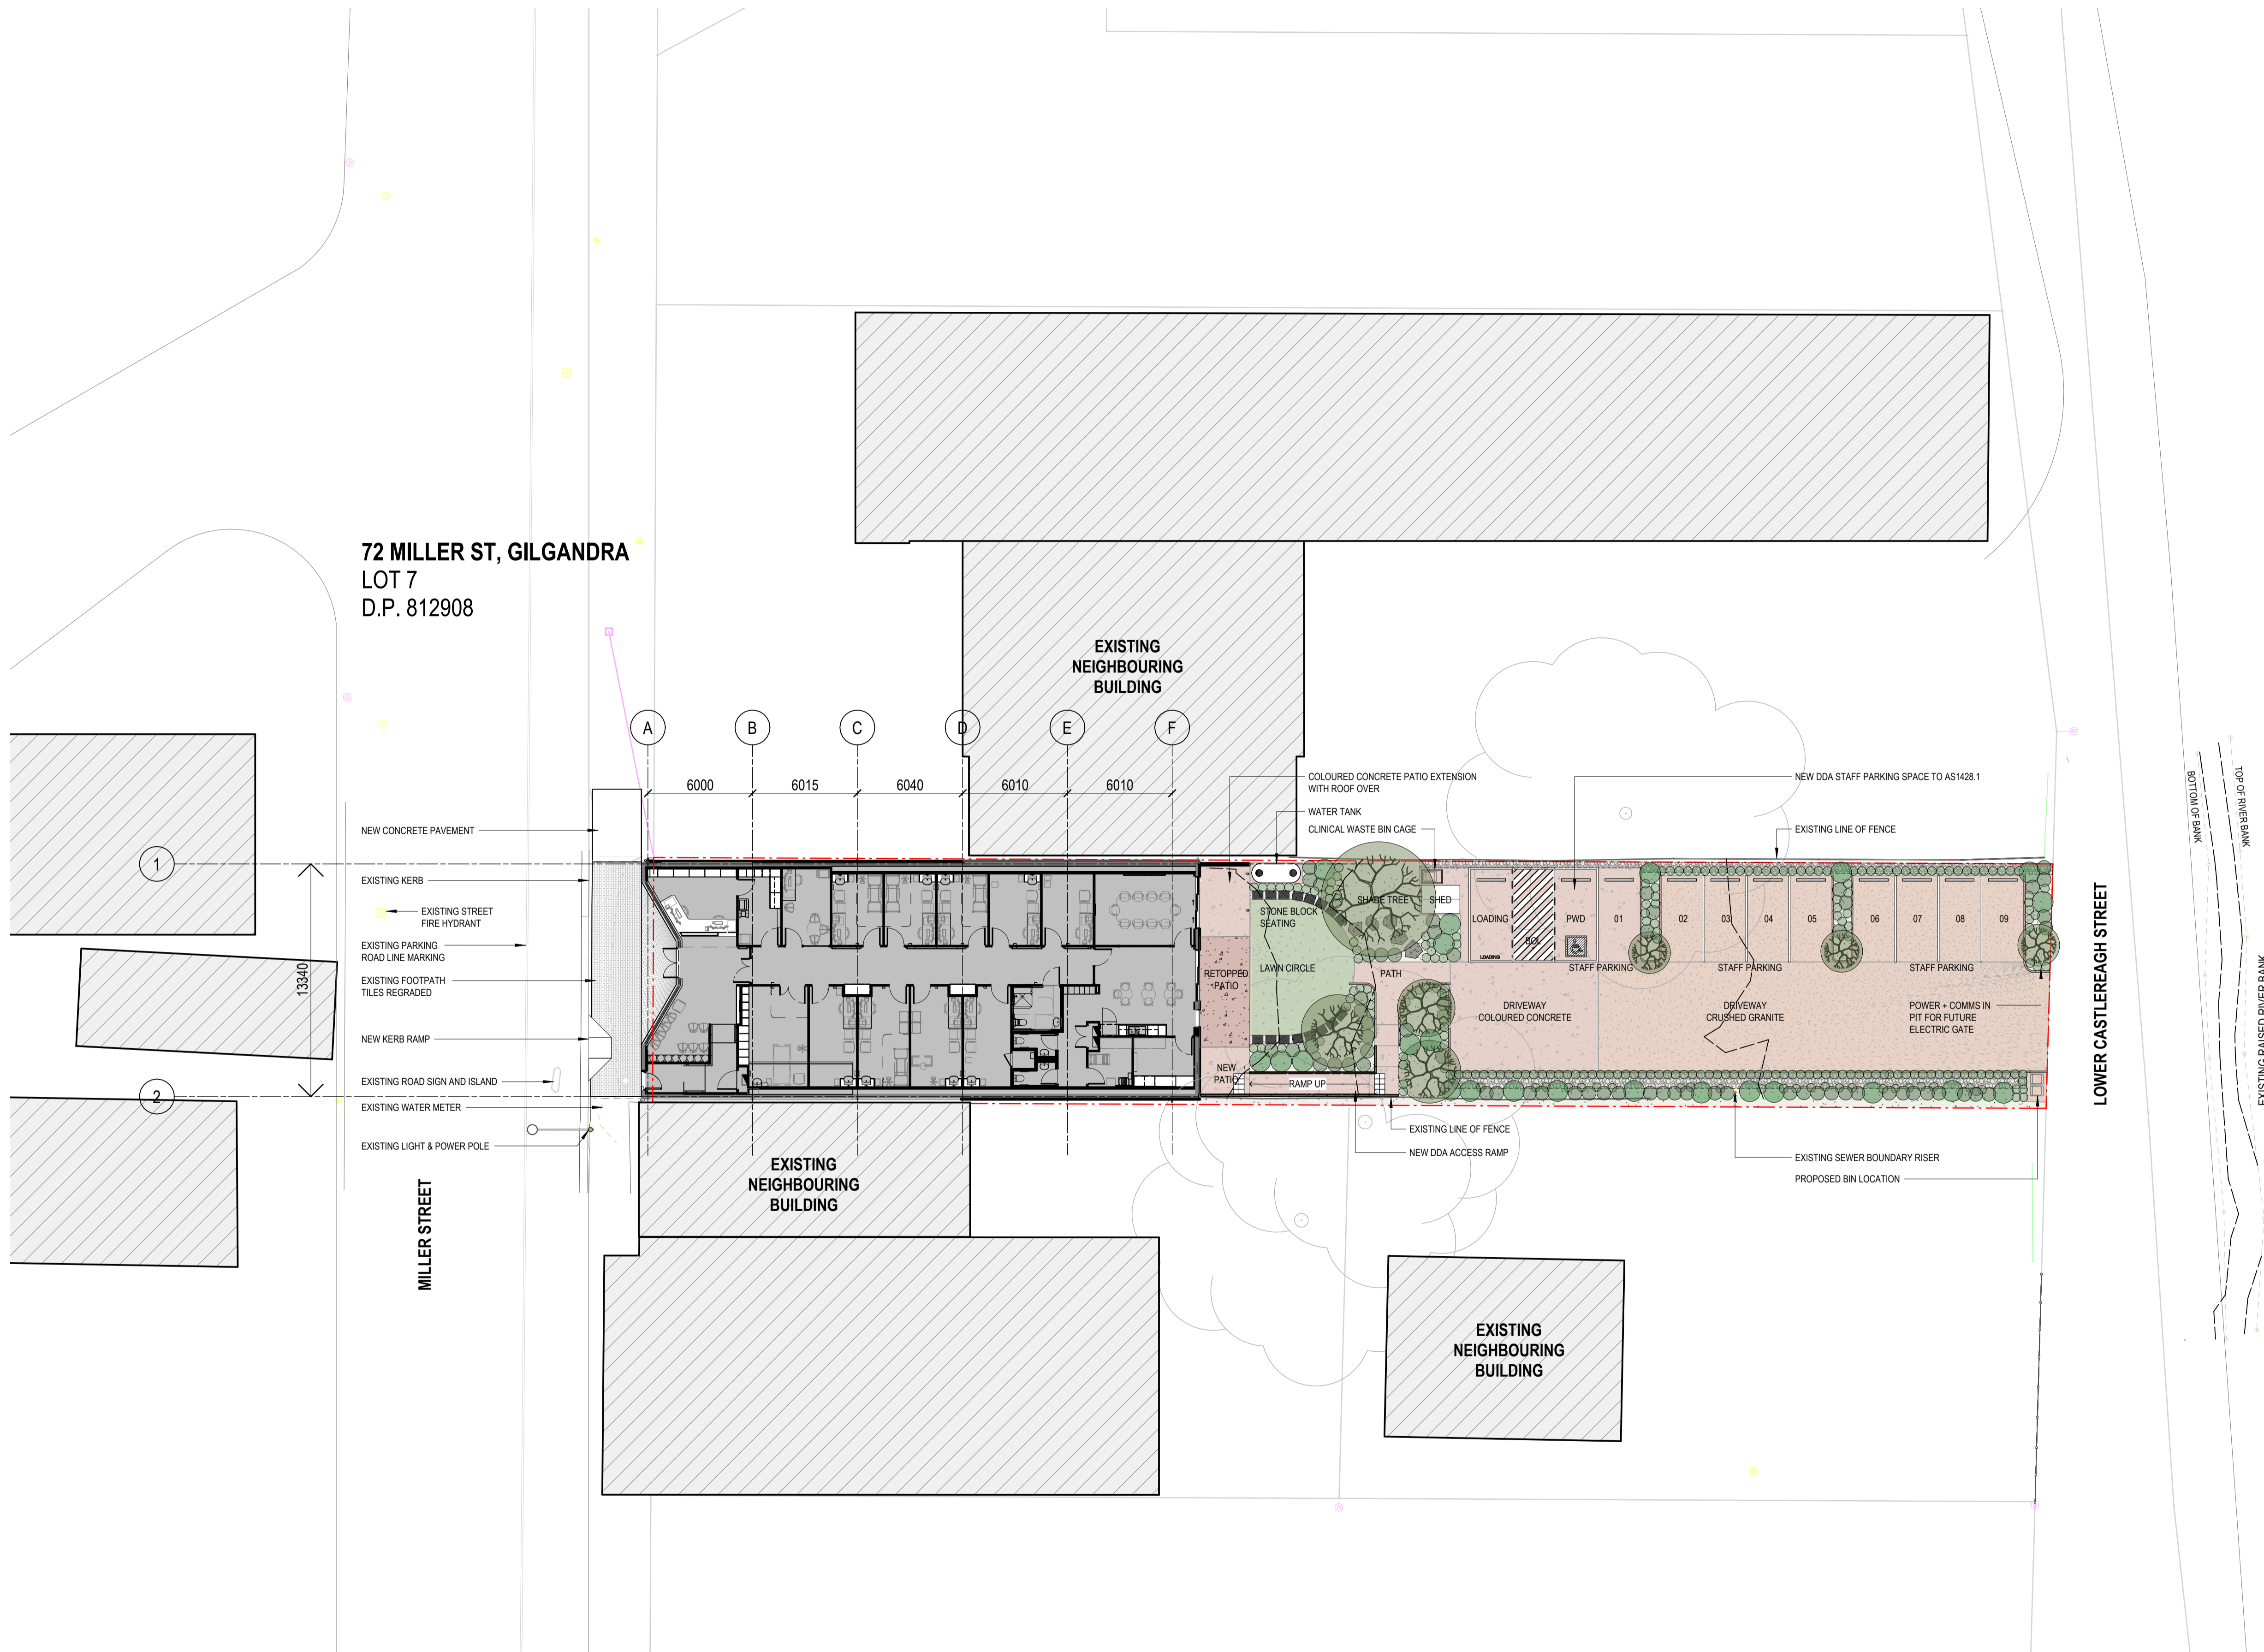 72 MILLER ST, GILGANDRA
LOT 7
D.P. 812908
EXISTING
NEIGHBOURING
BUILDING
A
B
C
D
E
F
6000
6015
6040
6010
6010
1
2
13340
NEW CONCRETE PAVEMENT
EXISTING KERB
EXISTING STREET
FIRE HYDRANT
EXISTING PARKING
ROAD LINE MARKING
EXISTING FOOTPATH
TILES REGRADED
NEW KERB RAMP
EXISTING ROAD SIGN AND ISLAND
EXISTING WATER METER
EXISTING LIGHT & POWER POLE
MILLER STREET
COLOURED CONCRETE PATIO EXTENSION
WITH ROOF OVER
WATER TANK
CLINICAL WASTE BIN CAGE
NEW DDA STAFF PARKING SPACE TO AS1428.1
EXISTING LINE OF FENCE
STONE BLOCK
SEATING
SHADE TREE
SHED
LOADING
LOADING
BOL
PWD
01
02
03
04
05
06
07
08
09
RETOPPED
PATIO
LAWN CIRCLE
PATH
STAFF PARKING
STAFF PARKING
STAFF PARKING
DRIVEWAY
COLOURED CONCRETE
DRIVEWAY
CRUSHED GRANITE
POWER + COMMS IN
PIT FOR FUTURE
ELECTRIC GATE
NEW
PATIO
RAMP UP
EXISTING LINE OF FENCE
NEW DDA ACCESS RAMP
EXISTING SEWER BOUNDARY RISER
PROPOSED BIN LOCATION
EXISTING
NEIGHBOURING
BUILDING
EXISTING
NEIGHBOURING
BUILDING
LOWER CASTLEREAGH STREET
BOTTOM OF BANK
TOP OF RIVER BANK
EXISTING RAISED RIVER BANK